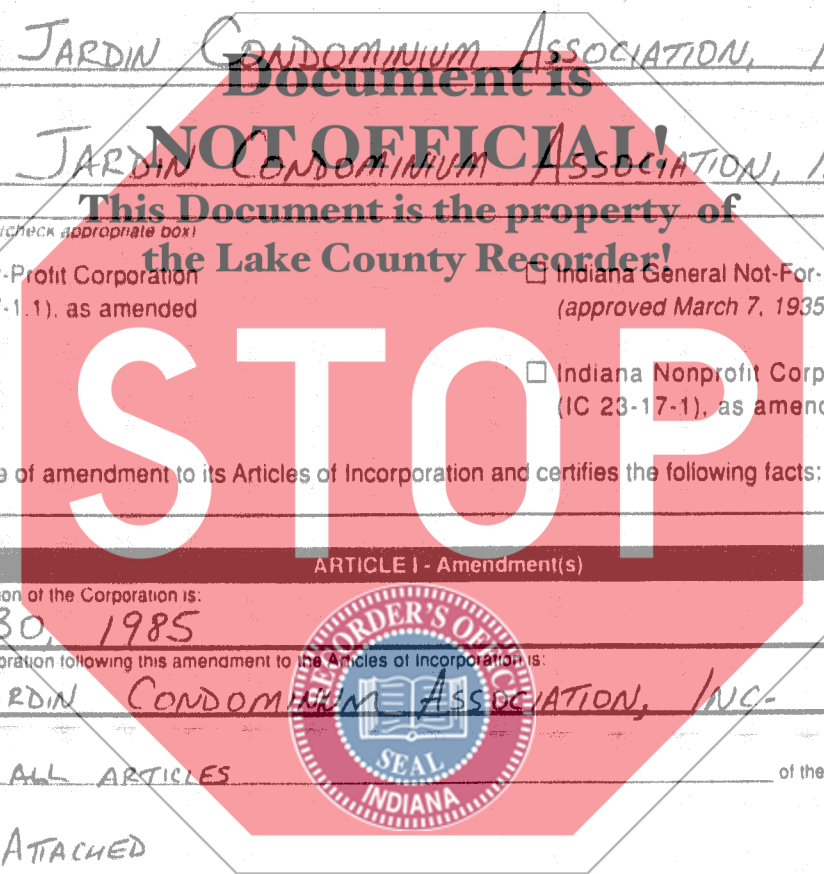 JARDIN CONDOMINIUM ASSOCIATION,
Document is
JARDIN CONDOMINIUM ASSOCIATION,
NOT OFFICIAL!
This Document is the property of
(check appropriate box)
the Lake County Recorder!
-Profit Corporation
☐ Indiana General Not-For-
-1.1), as amended
(approved March 7, 1935
STOP
☐ Indiana Nonprofit Corp
(IC 23-17-1), as amend
e of amendment to its Articles of Incorporation and certifies the following facts:
ARTICLE I - Amendment(s)
ion of the Corporation is:
30, 1985
oration following this amendment to the Articles of Incorporation is:
RDIN CONDOMINIUM ASSOCIATION, INC-
ALL ARTICLES of the
ATTACHED
RECORDER'S OFFICE
SEAL
INDIANA